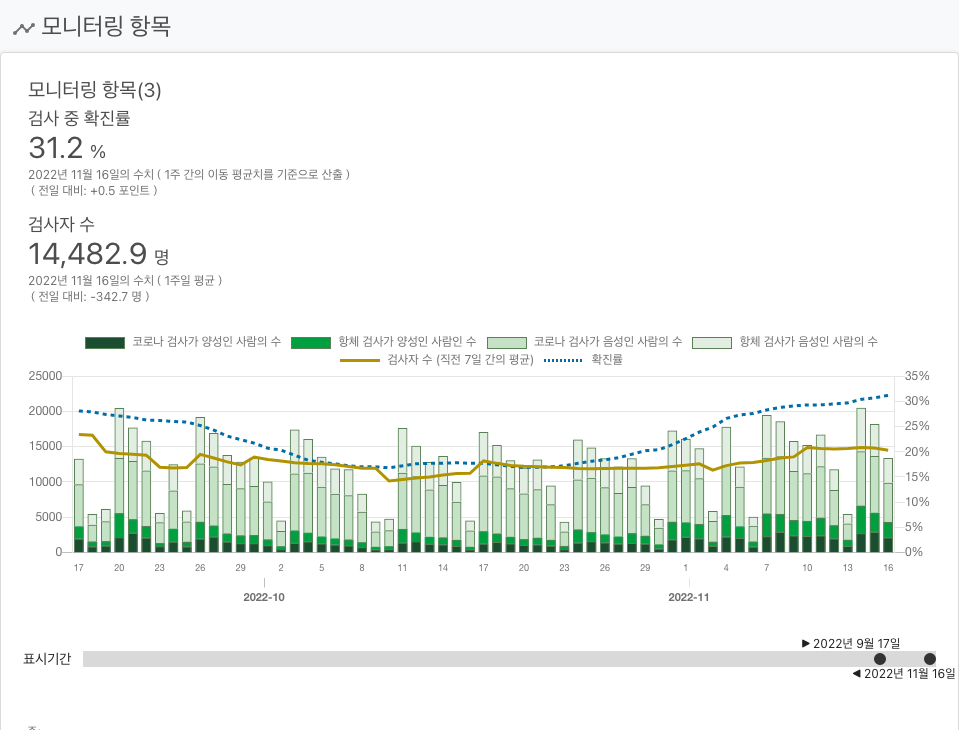 모니터링 항목
모니터링 항목(3)
검사 중 확진률
31.2 %
2022년 11월 16일의 수치 ( 1주 간의 이동 평균치를 기준으로 산출 )
( 전일 대비: +0.5 포인트 )
검사자 수
14,482.9 명
2022년 11월 16일의 수치 ( 1주일 평균 )
( 전일 대비: -342.7 명 )
코로나 검사가 양성인 사람의 수 항체 검사가 양성인 사람인 수 코로나 검사가 음성인 사람의 수 항체 검사가 음성인 사람의 수
검사자 수 (직전 7일 간의 평균) 확진률
25000 35%
20000 30%
15000 25%
10000 20%
5000 15%
0 10%
5%
0%
17 20 23 26 29 2 5 8 11 14 17 20 23 26 29 1 4 7 10 13 16
2022-10 2022-11
▶ 2022년 9월 17일
표시기간
◀ 2022년 11월 16일